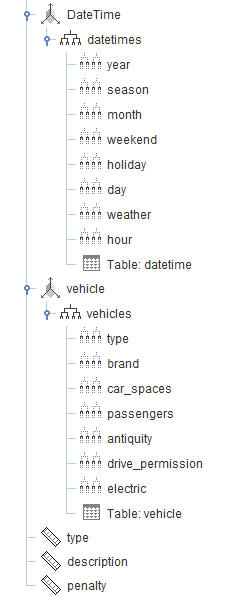 DateTime
datetimes
year
season
month
weekend
holiday
day
weather
hour
Table: datetime
vehicle
vehicles
type
brand
car_spaces
passengers
antiquity
drive_permission
electric
Table: vehicle
type
description
penalty